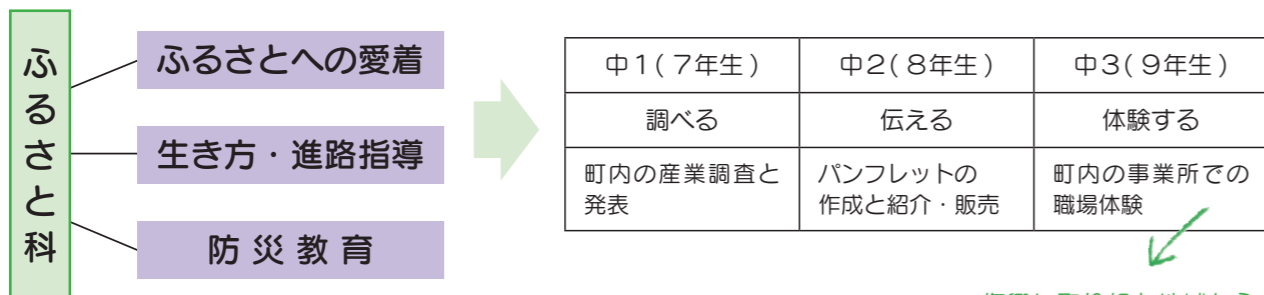 ふるさと科
ふるさとへの愛着
生き方・進路指導
防災教育
中1(7年生)
中2(8年生)
中3(9年生)
調べる
伝える
体験する
町内の産業調査と
発表
パンフレットの
作成と紹介・販売
町内の事業所での
職場体験